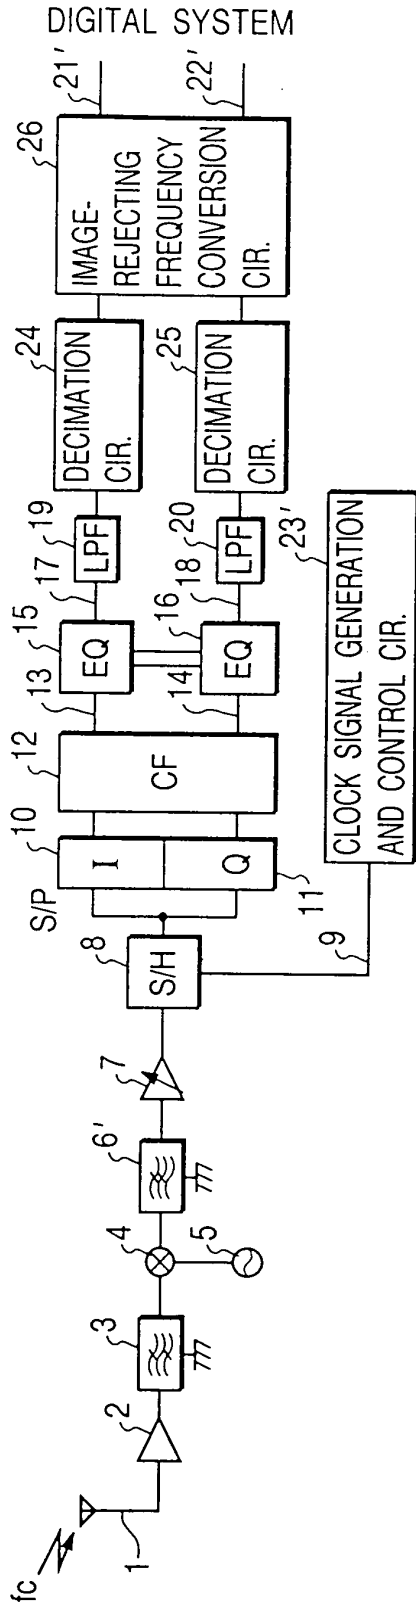 fc
1
2
3
4
5
6'
7
S/H
8
9
S/P
I
10
Q
11
CF
12
13
14
EQ
15
EQ
16
17
18
LPF
19
LPF
20
DECIMATION
CIR.
24
DECIMATION
CIR.
25
IMAGE-
REJECTING
FREQUENCY
CONVERSION
CIR.
26
21'
22'
DIGITAL SYSTEM
CLOCK SIGNAL GENERATION
AND CONTROL CIR.
23'